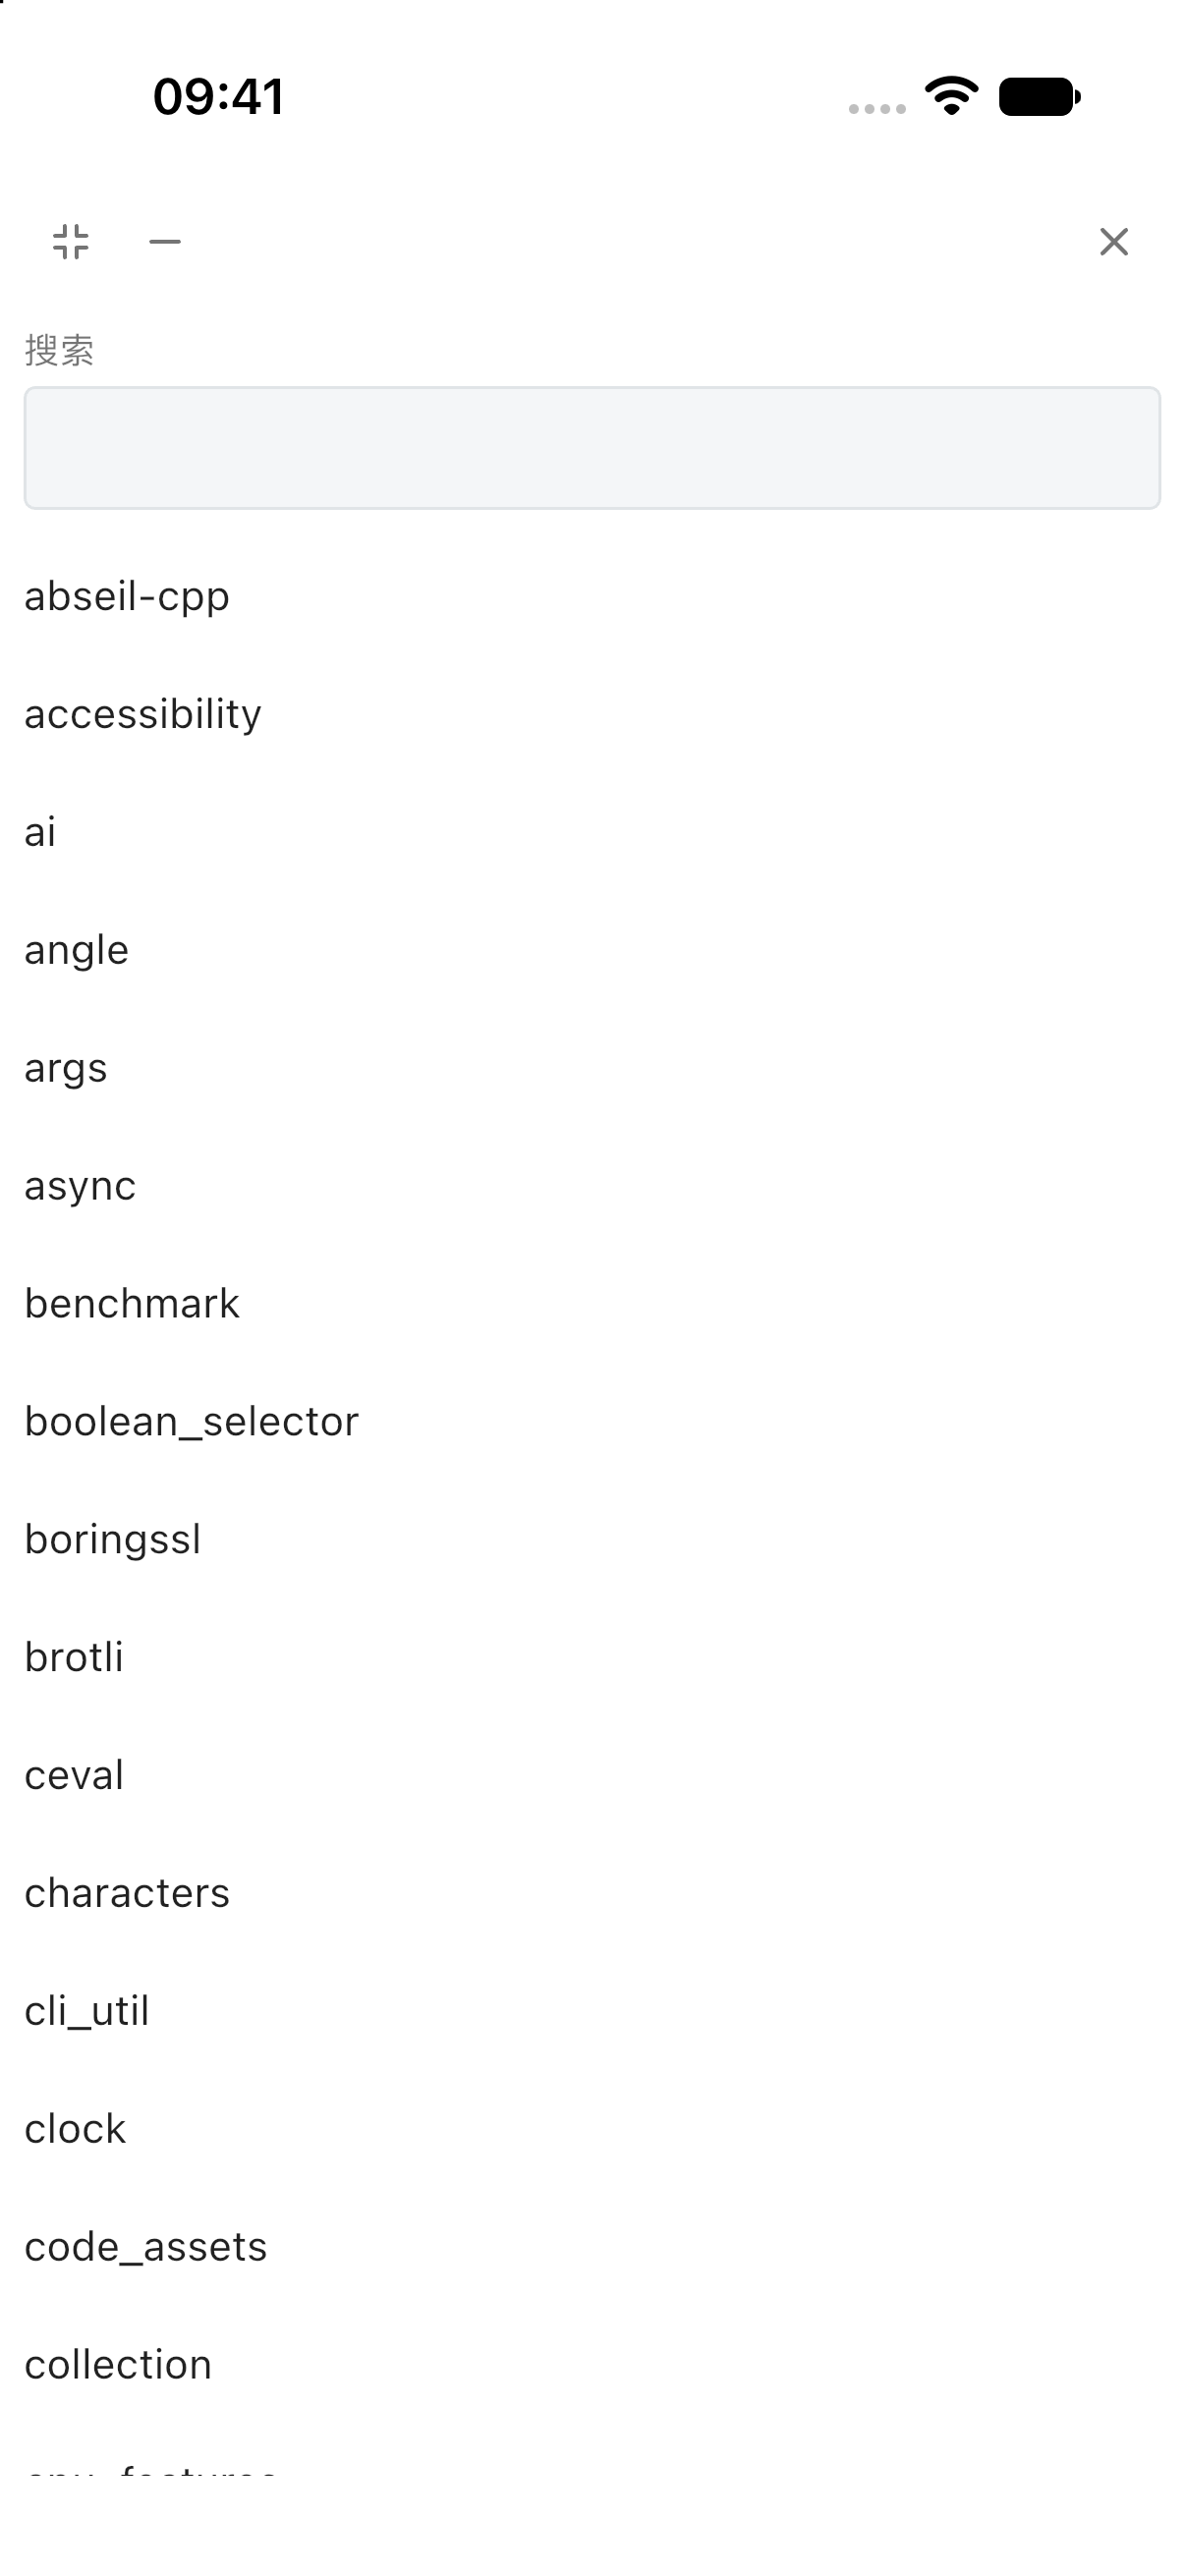 09:41
搜索
abseil-cpp
accessibility
ai
angle
args
async
benchmark
boolean_selector
boringssl
brotli
ceval
characters
cli_util
clock
code_assets
collection